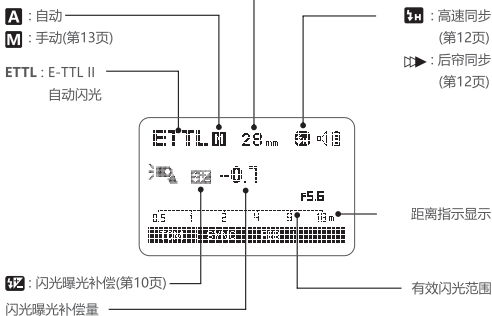 A : 自动
M : 手动(第13页)
ETTL : E-TTL II
自动闪光
: 高速同步
(第12页)
: 后帘同步
(第12页)
ETTL M 28mm
-0.7
F5.6
0.5 1 2 4 9 18m
距离指示显示
: 闪光曝光补偿(第10页)
闪光曝光补偿量
有效闪光范围